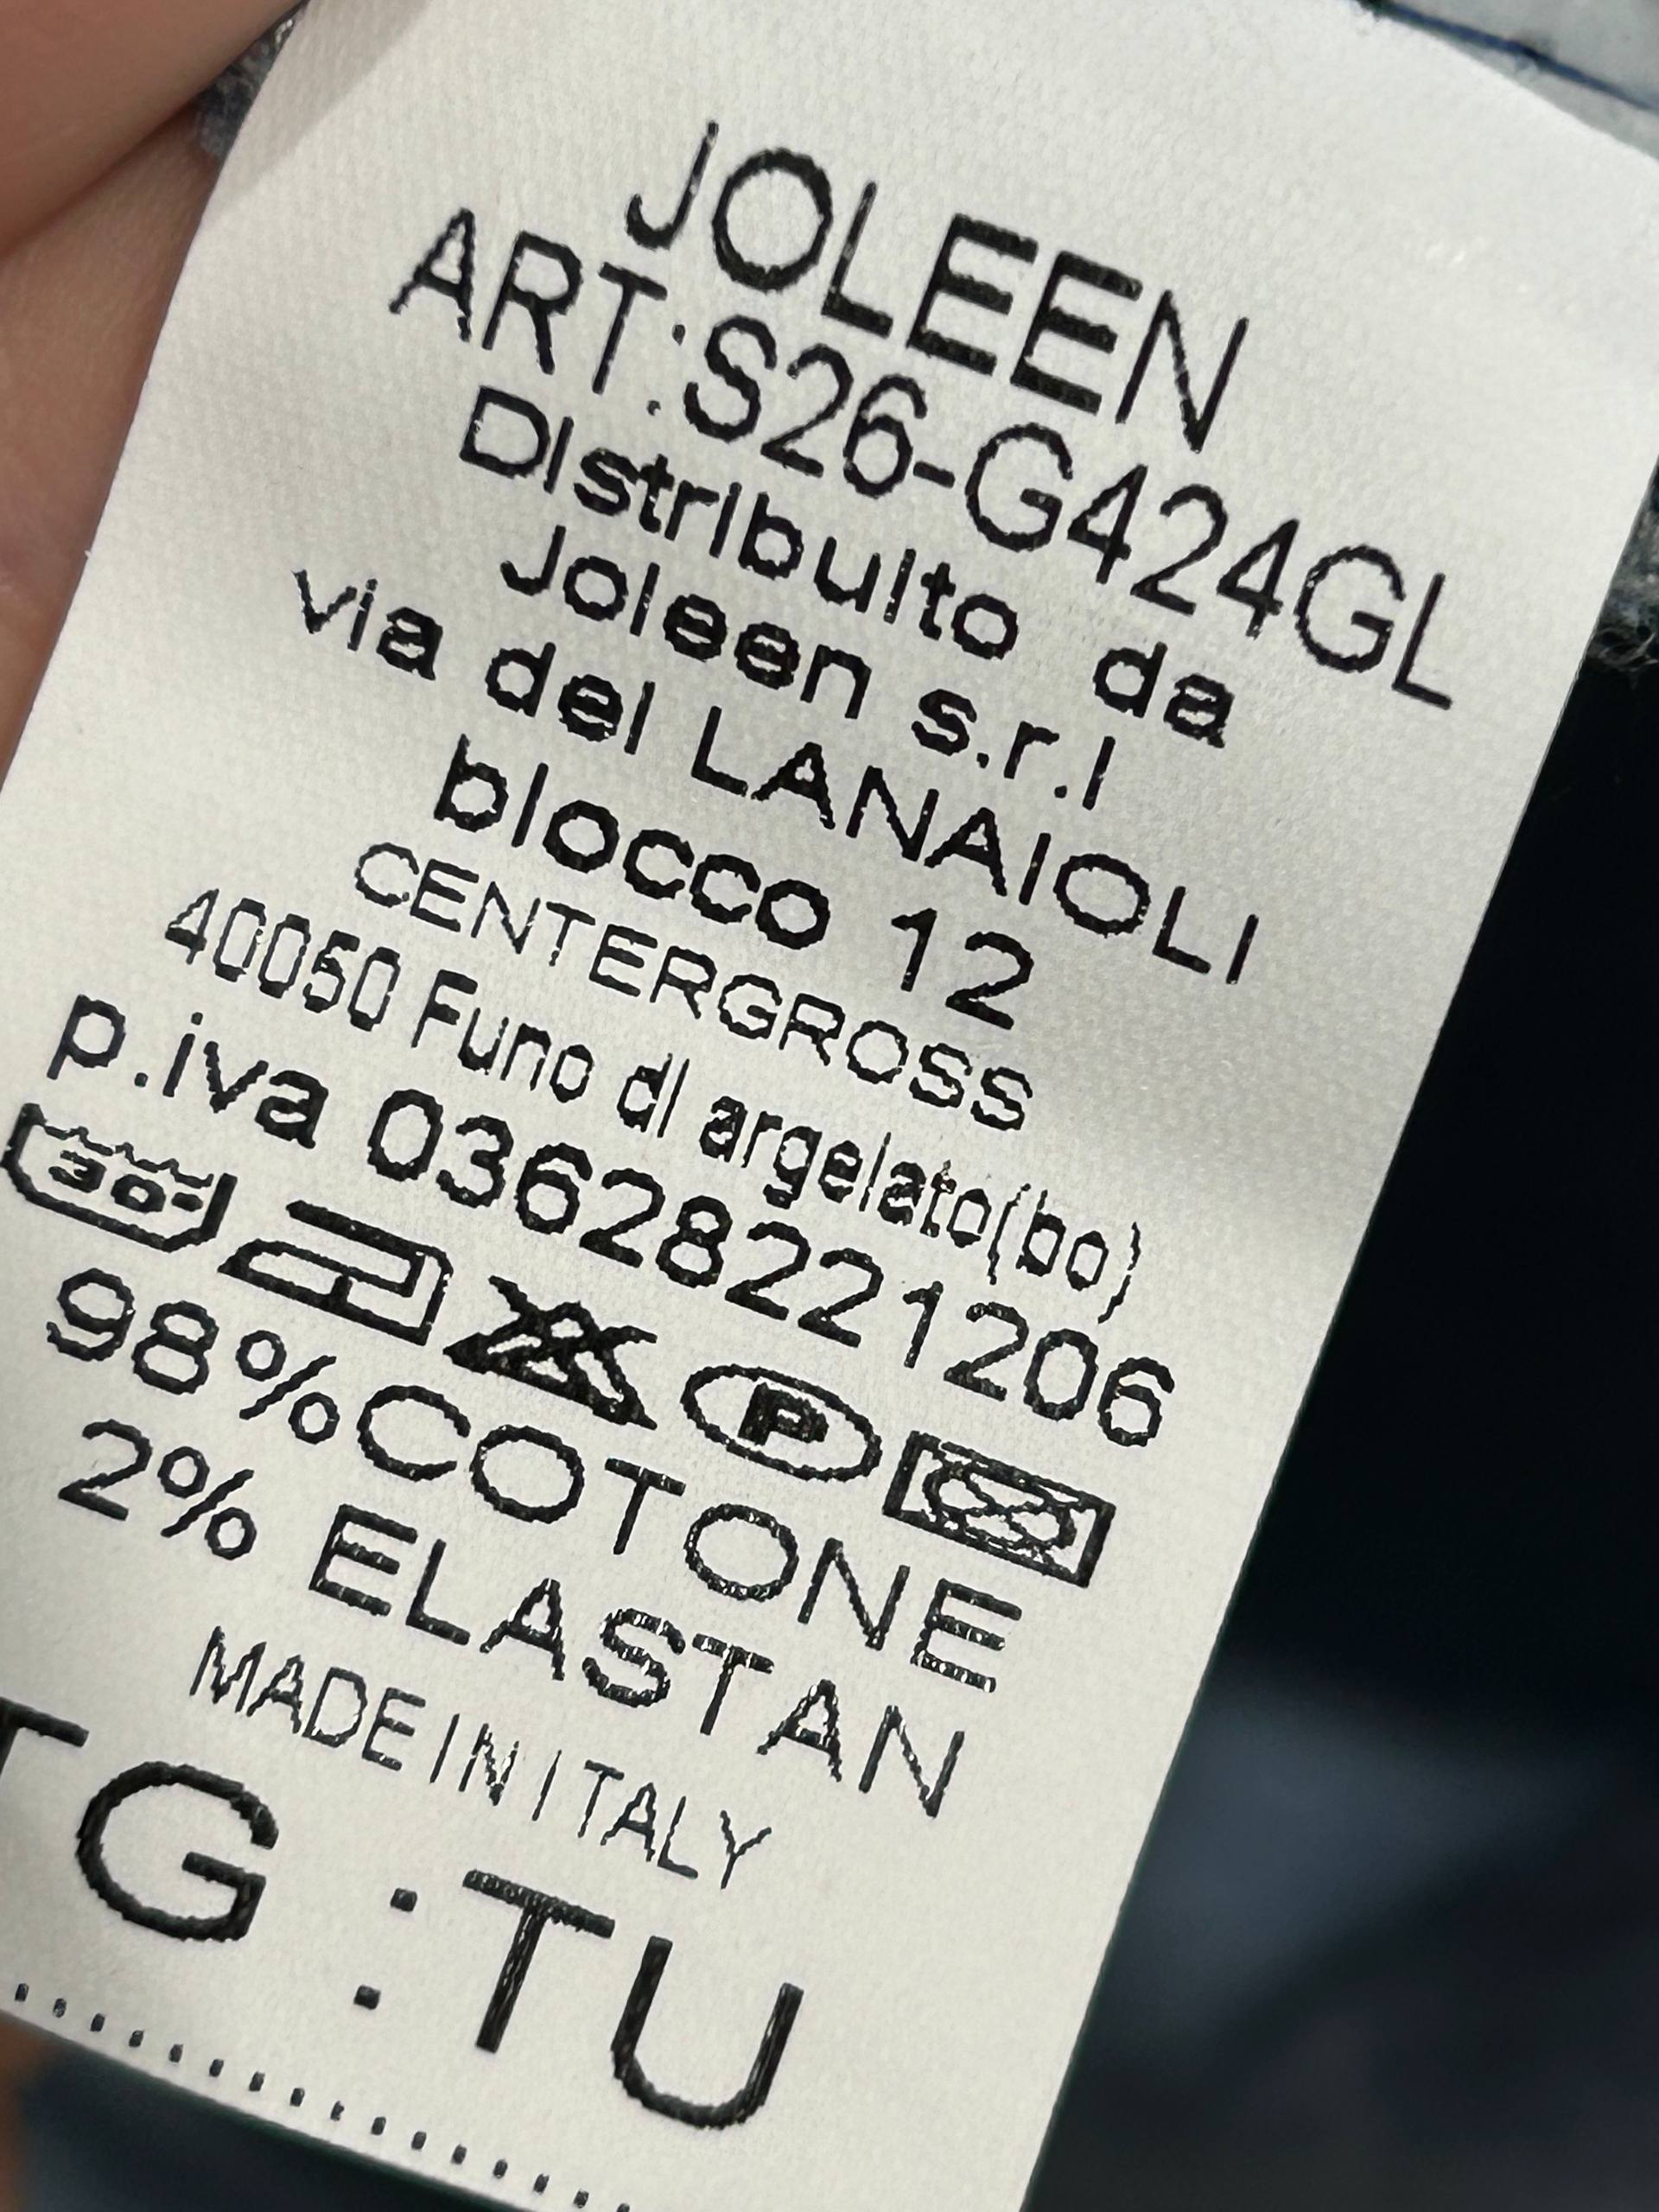 JOLEEN
ART:S26-G424GL
Distribuito da
Joleen s.r.l
via dei LANAIOLI
blocco 12
CENTERGROSS
40050 Funo di argelato(bo)
p.iva 03628221206
30°
P
98%COTONE
2% ELASTAN
MADE IN ITALY
TG :TU